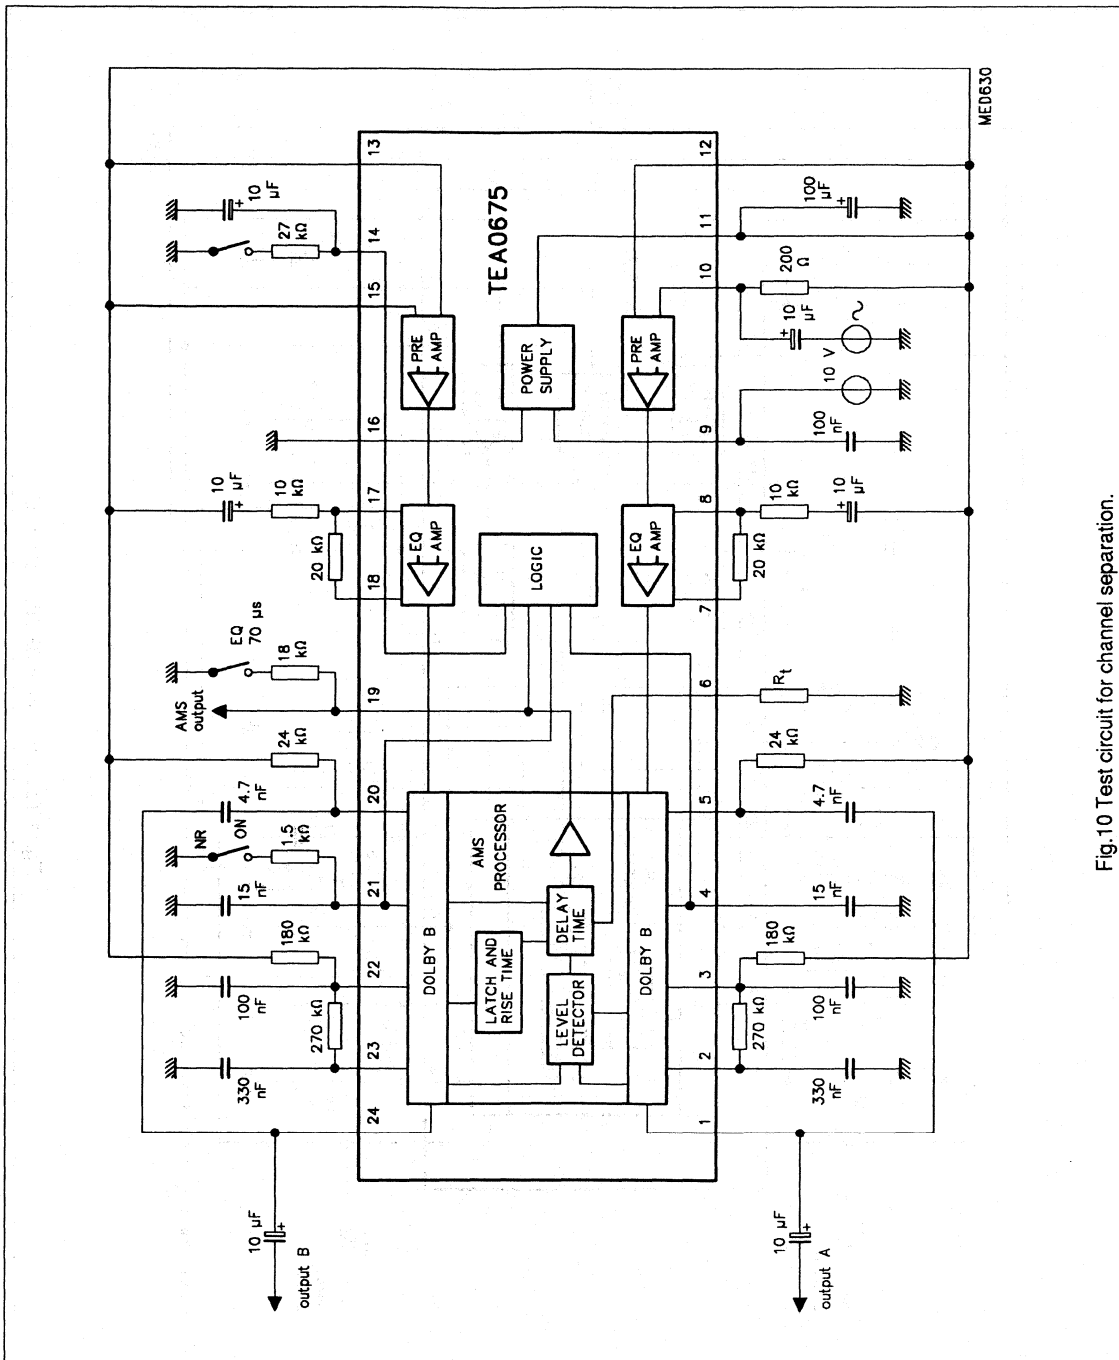 MED630
13
12
10 µF
+
27 kΩ
14
TEA0675
11
100 µF
+
15
10
200 Ω
10 µF
+
PRE AMP
POWER SUPPLY
PRE AMP
10 V
16
9
100 nF
10 µF
+
10 kΩ
17
8
10 kΩ
10 µF
+
20 kΩ
18
EQ AMP
LOGIC
EQ AMP
7
20 kΩ
EQ 70 µs
18 kΩ
AMS output
19
6
Rt
24 kΩ
24 kΩ
4.7 nF
20
5
4.7 nF
NR
ON
1.5 kΩ
15 nF
21
DOLBY B
AMS PROCESSOR
DOLBY B
4
15 nF
180 kΩ
22
LATCH AND RISE TIME
DELAY TIME
3
180 kΩ
100 nF
100 nF
270 kΩ
23
LEVEL DETECTOR
2
270 kΩ
330 nF
330 nF
24
1
10 µF
+
output B
10 µF
+
output A
Fig.10 Test circuit for channel separation.